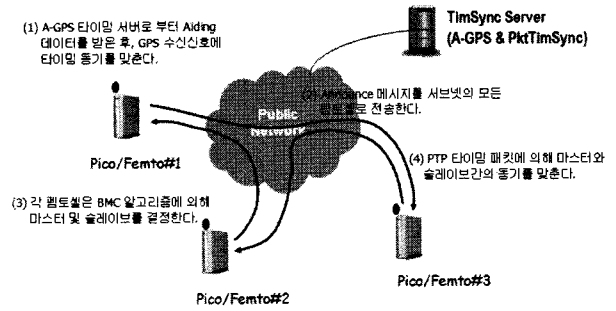 (1) A-GPS 타이밍 서버로 부터 Aiding
데이터를 받은 후, GPS 수신신호에
타이밍 동기를 맞춘다.
TimSync Server
(A-GPS & PktTimSync)
Public
Network
(2) Announce 메시지를 서브넷의 모든
펨토셀로 전송한다.
Pico/Femto#1
(4) PTP 타이밍 패킷에 의해 마스터와
슬레이브간의 동기를 맞춘다.
(3) 각 펨토셀은 BMC 알고리즘에 의해
마스터 및 슬레이브를 결정한다.
Pico/Femto#2
Pico/Femto#3